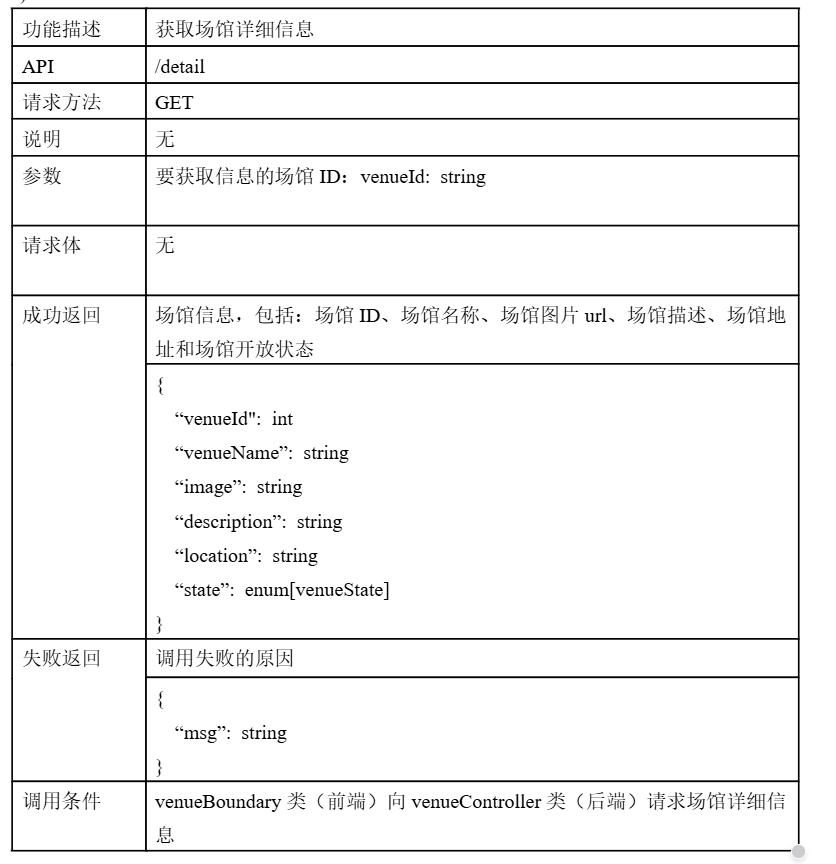 功能描述 获取场馆详细信息
API /detail
请求方法 GET
说明 无
参数 要获取信息的场馆 ID：venueId: string
请求体 无
成功返回 场馆信息，包括：场馆 ID、场馆名称、场馆图片 url、场馆描述、场馆地
址和场馆开放状态
{
“venueId": int
“venueName”: string
“image”: string
“description”: string
“location”: string
“state”: enum[venueState]
}
失败返回 调用失败的原因
{
“msg”: string
}
调用条件 venueBoundary 类（前端）向 venueController 类（后端）请求场馆详细信
息